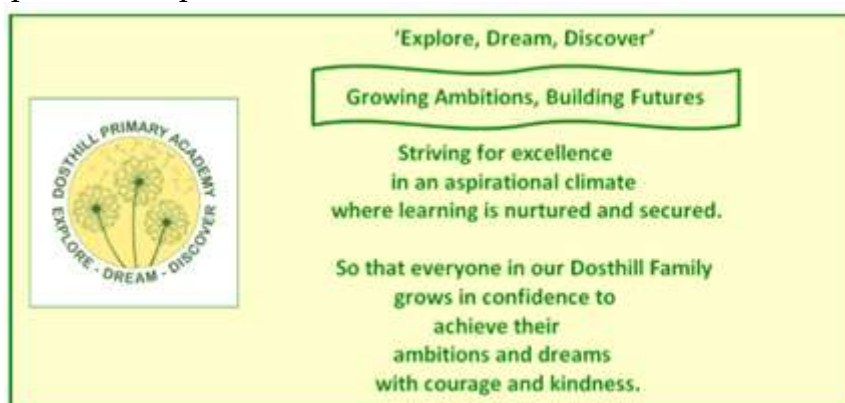 'Explore, Dream, Discover'
Growing Ambitions, Building Futures
DOSTHILL PRIMARY ACADEMY
EXPLORE - DREAM - DISCOVER
Striving for excellence
in an aspirational climate
where learning is nurtured and secured.
So that everyone in our Dosthill Family
grows in confidence to
achieve their
ambitions and dreams
with courage and kindness.